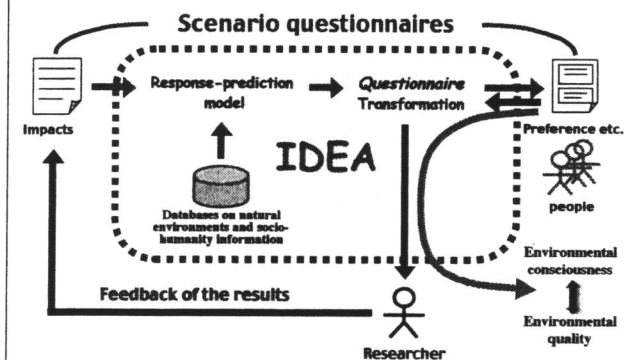 Scenario questionnaires
Impacts
Response-prediction
model
Questionnaire
Transformation
Preference etc.
IDEA
Databases on natural
environments and socio-
humanity information
people
Environmental
consciousness
Environmental
quality
Feedback of the results
Researcher